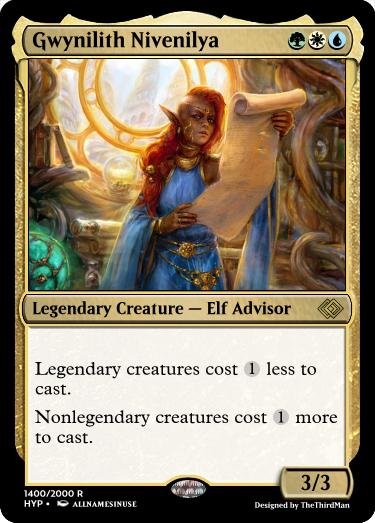 Gwynilith Nivenilya
Legendary Creature — Elf Advisor
Legendary creatures cost 1 less to
cast.
Nonlegendary creatures cost 1 more
to cast.
3/3
1400/2000 R
HYP • ALLNAMESINUSE
Designed by TheThirdMan